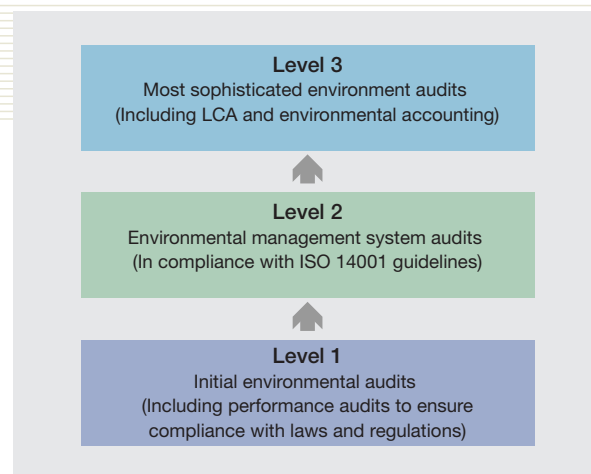 Level 3
Most sophisticated environment audits
(Including LCA and environmental accounting)
Level 2
Environmental management system audits
(In compliance with ISO 14001 guidelines)
Level 1
Initial environmental audits
(Including performance audits to ensure
compliance with laws and regulations)